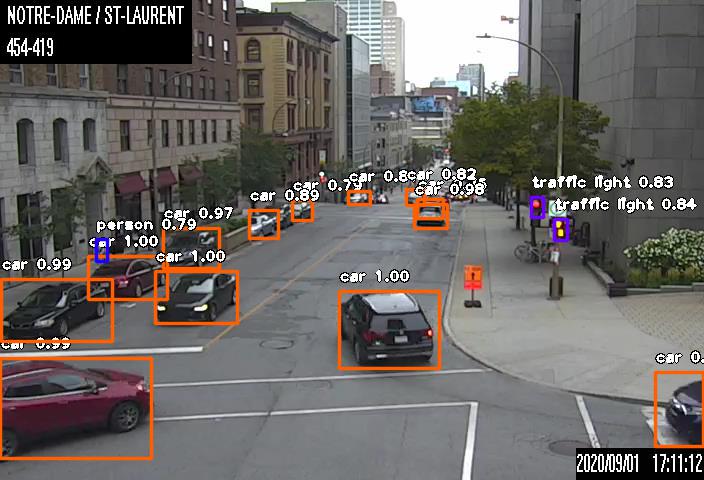 NOTRE-DAME / ST-LAURENT
454-419
car 0.82
car 0.79
car 0.98
car 0.89
traffic light 0.83
traffic light 0.84
car 0.97
person 0.79
car 1.00
car 1.00
car 0.99
car 1.00
car 0.99
car 0.
2020/09/01 17:11:12